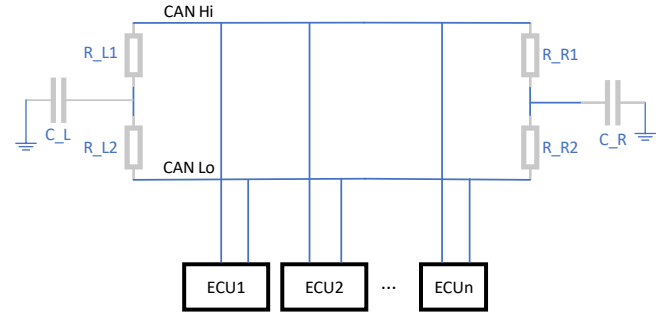 CAN Hi
R_L1
R_R1
C_L
C_R
R_L2
R_R2
CAN Lo
ECU1
ECU2
...
ECUn